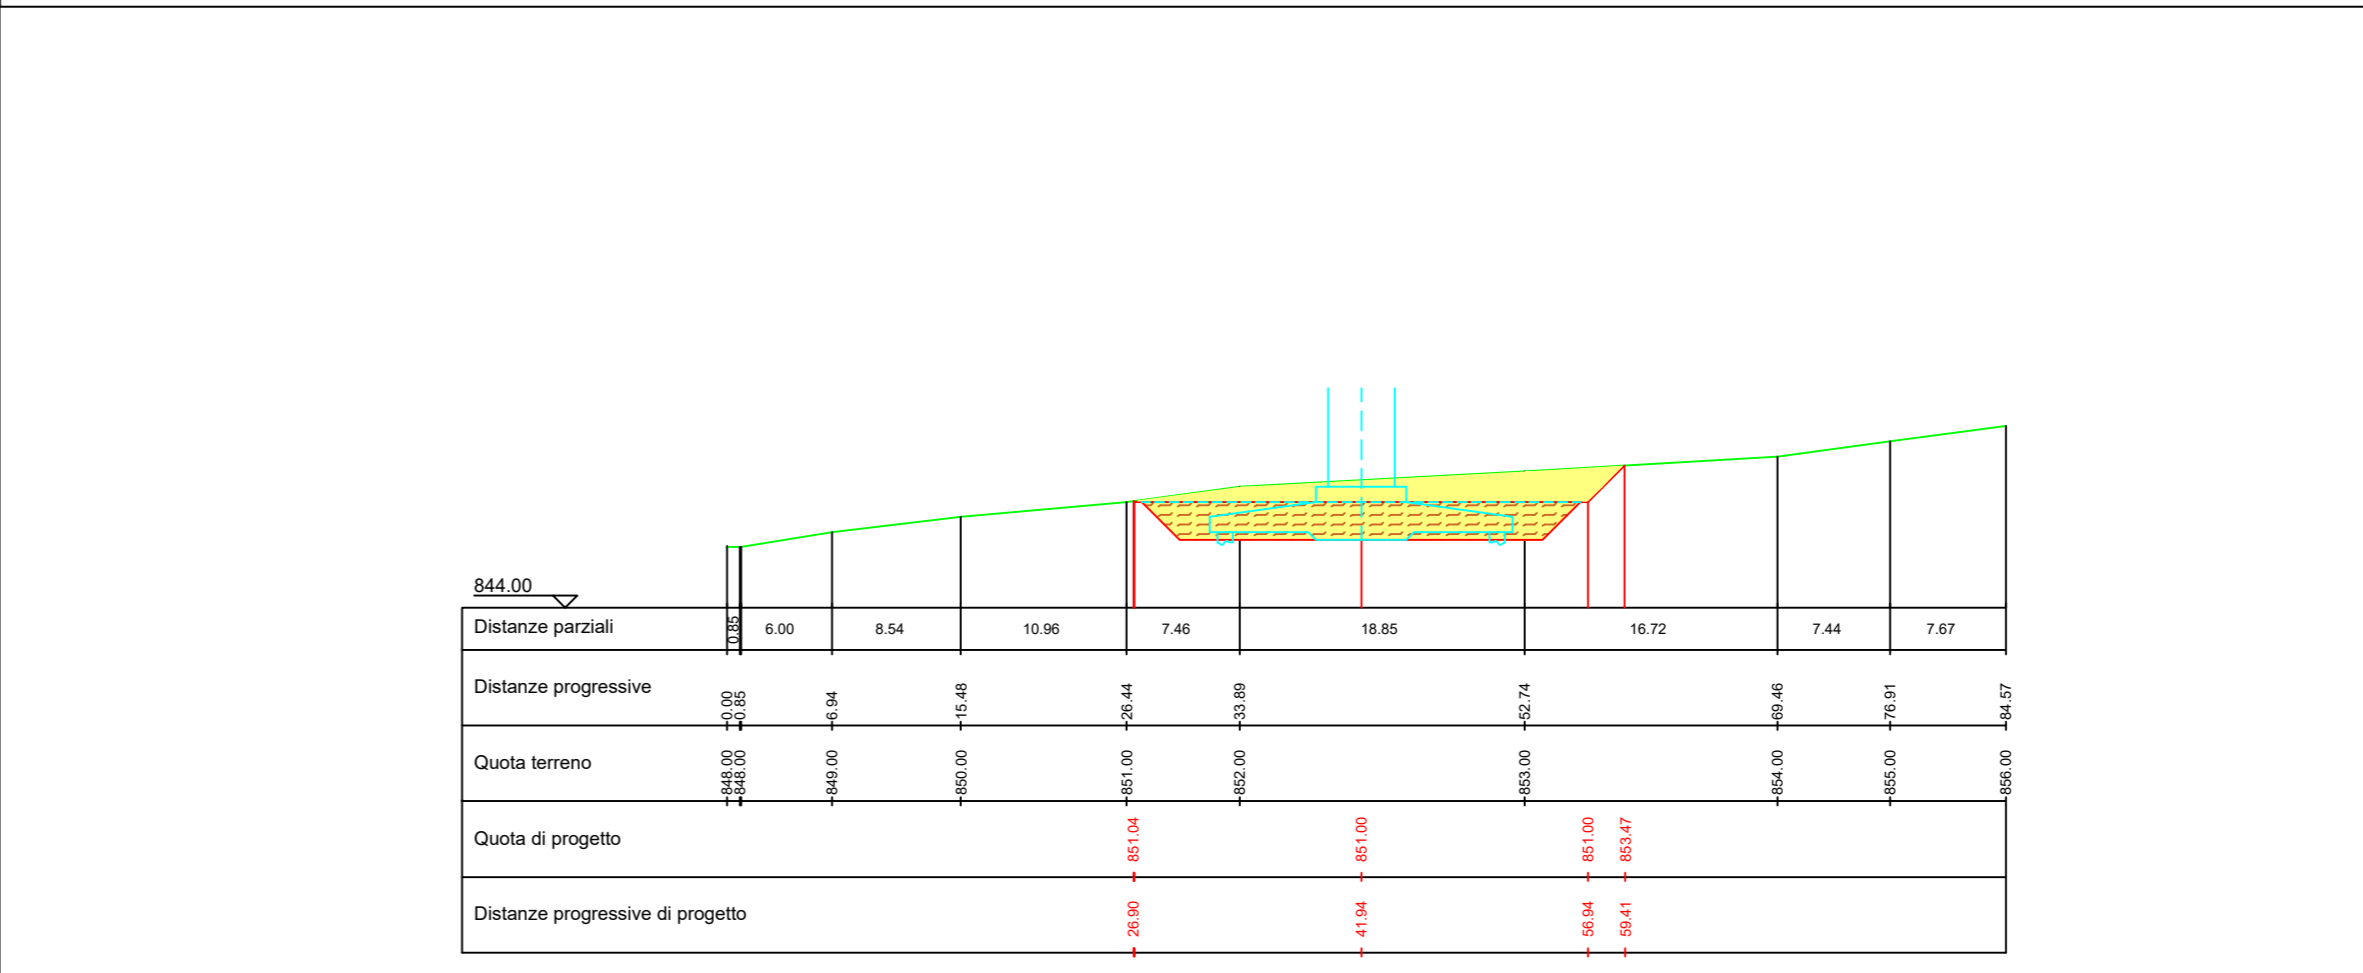 844.00
Distanze parziali 0.85 6.00 8.54 10.96 7.46 18.85 16.72 7.44 7.67
Distanze progressive 0.00 0.85 6.94 15.48 26.44 33.89 52.74 69.46 76.91 84.57
Quota terreno 848.00 848.00 849.00 850.00 851.00 852.00 853.00 854.00 855.00 856.00
Quota di progetto 851.04 851.00 851.00 853.47
Distanze progressive di progetto 26.90 41.94 56.94 59.41